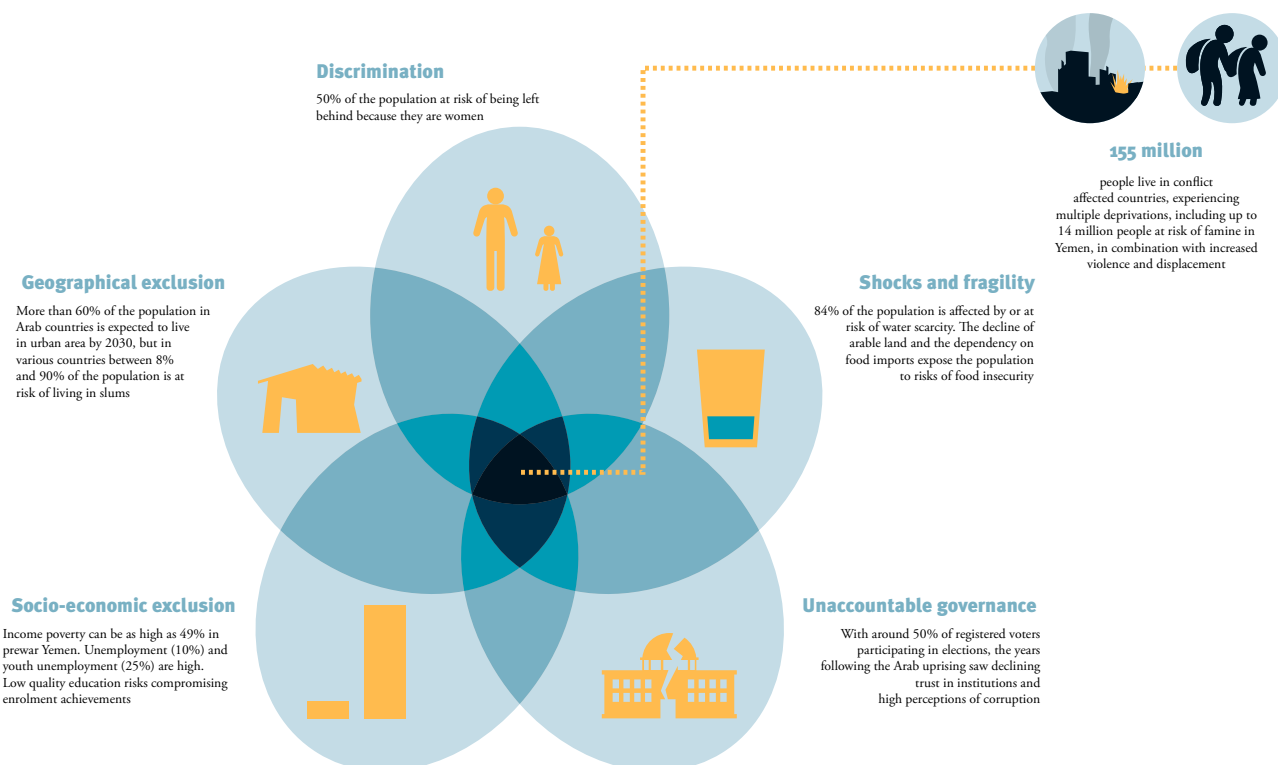 Discrimination
50% of the population at risk of being left
behind because they are women
155 million
people live in conflict
affected countries, experiencing
multiple deprivations, including up to
14 million people at risk of famine in
Yemen, in combination with increased
violence and displacement
Geographical exclusion
More than 60% of the population in
Arab countries is expected to live
in urban area by 2030, but in
various countries between 8%
and 90% of the population is at
risk of living in slums
Shocks and fragility
84% of the population is affected by or at
risk of water scarcity. The decline of
arable land and the dependency on
food imports expose the population
to risks of food insecurity
Socio-economic exclusion
Income poverty can be as high as 49% in
prewar Yemen. Unemployment (10%) and
youth unemployment (25%) are high.
Low quality education risks compromising
enrolment achievements
Unaccountable governance
With around 50% of registered voters
participating in elections, the years
following the Arab uprising saw declining
trust in institutions and
high perceptions of corruption